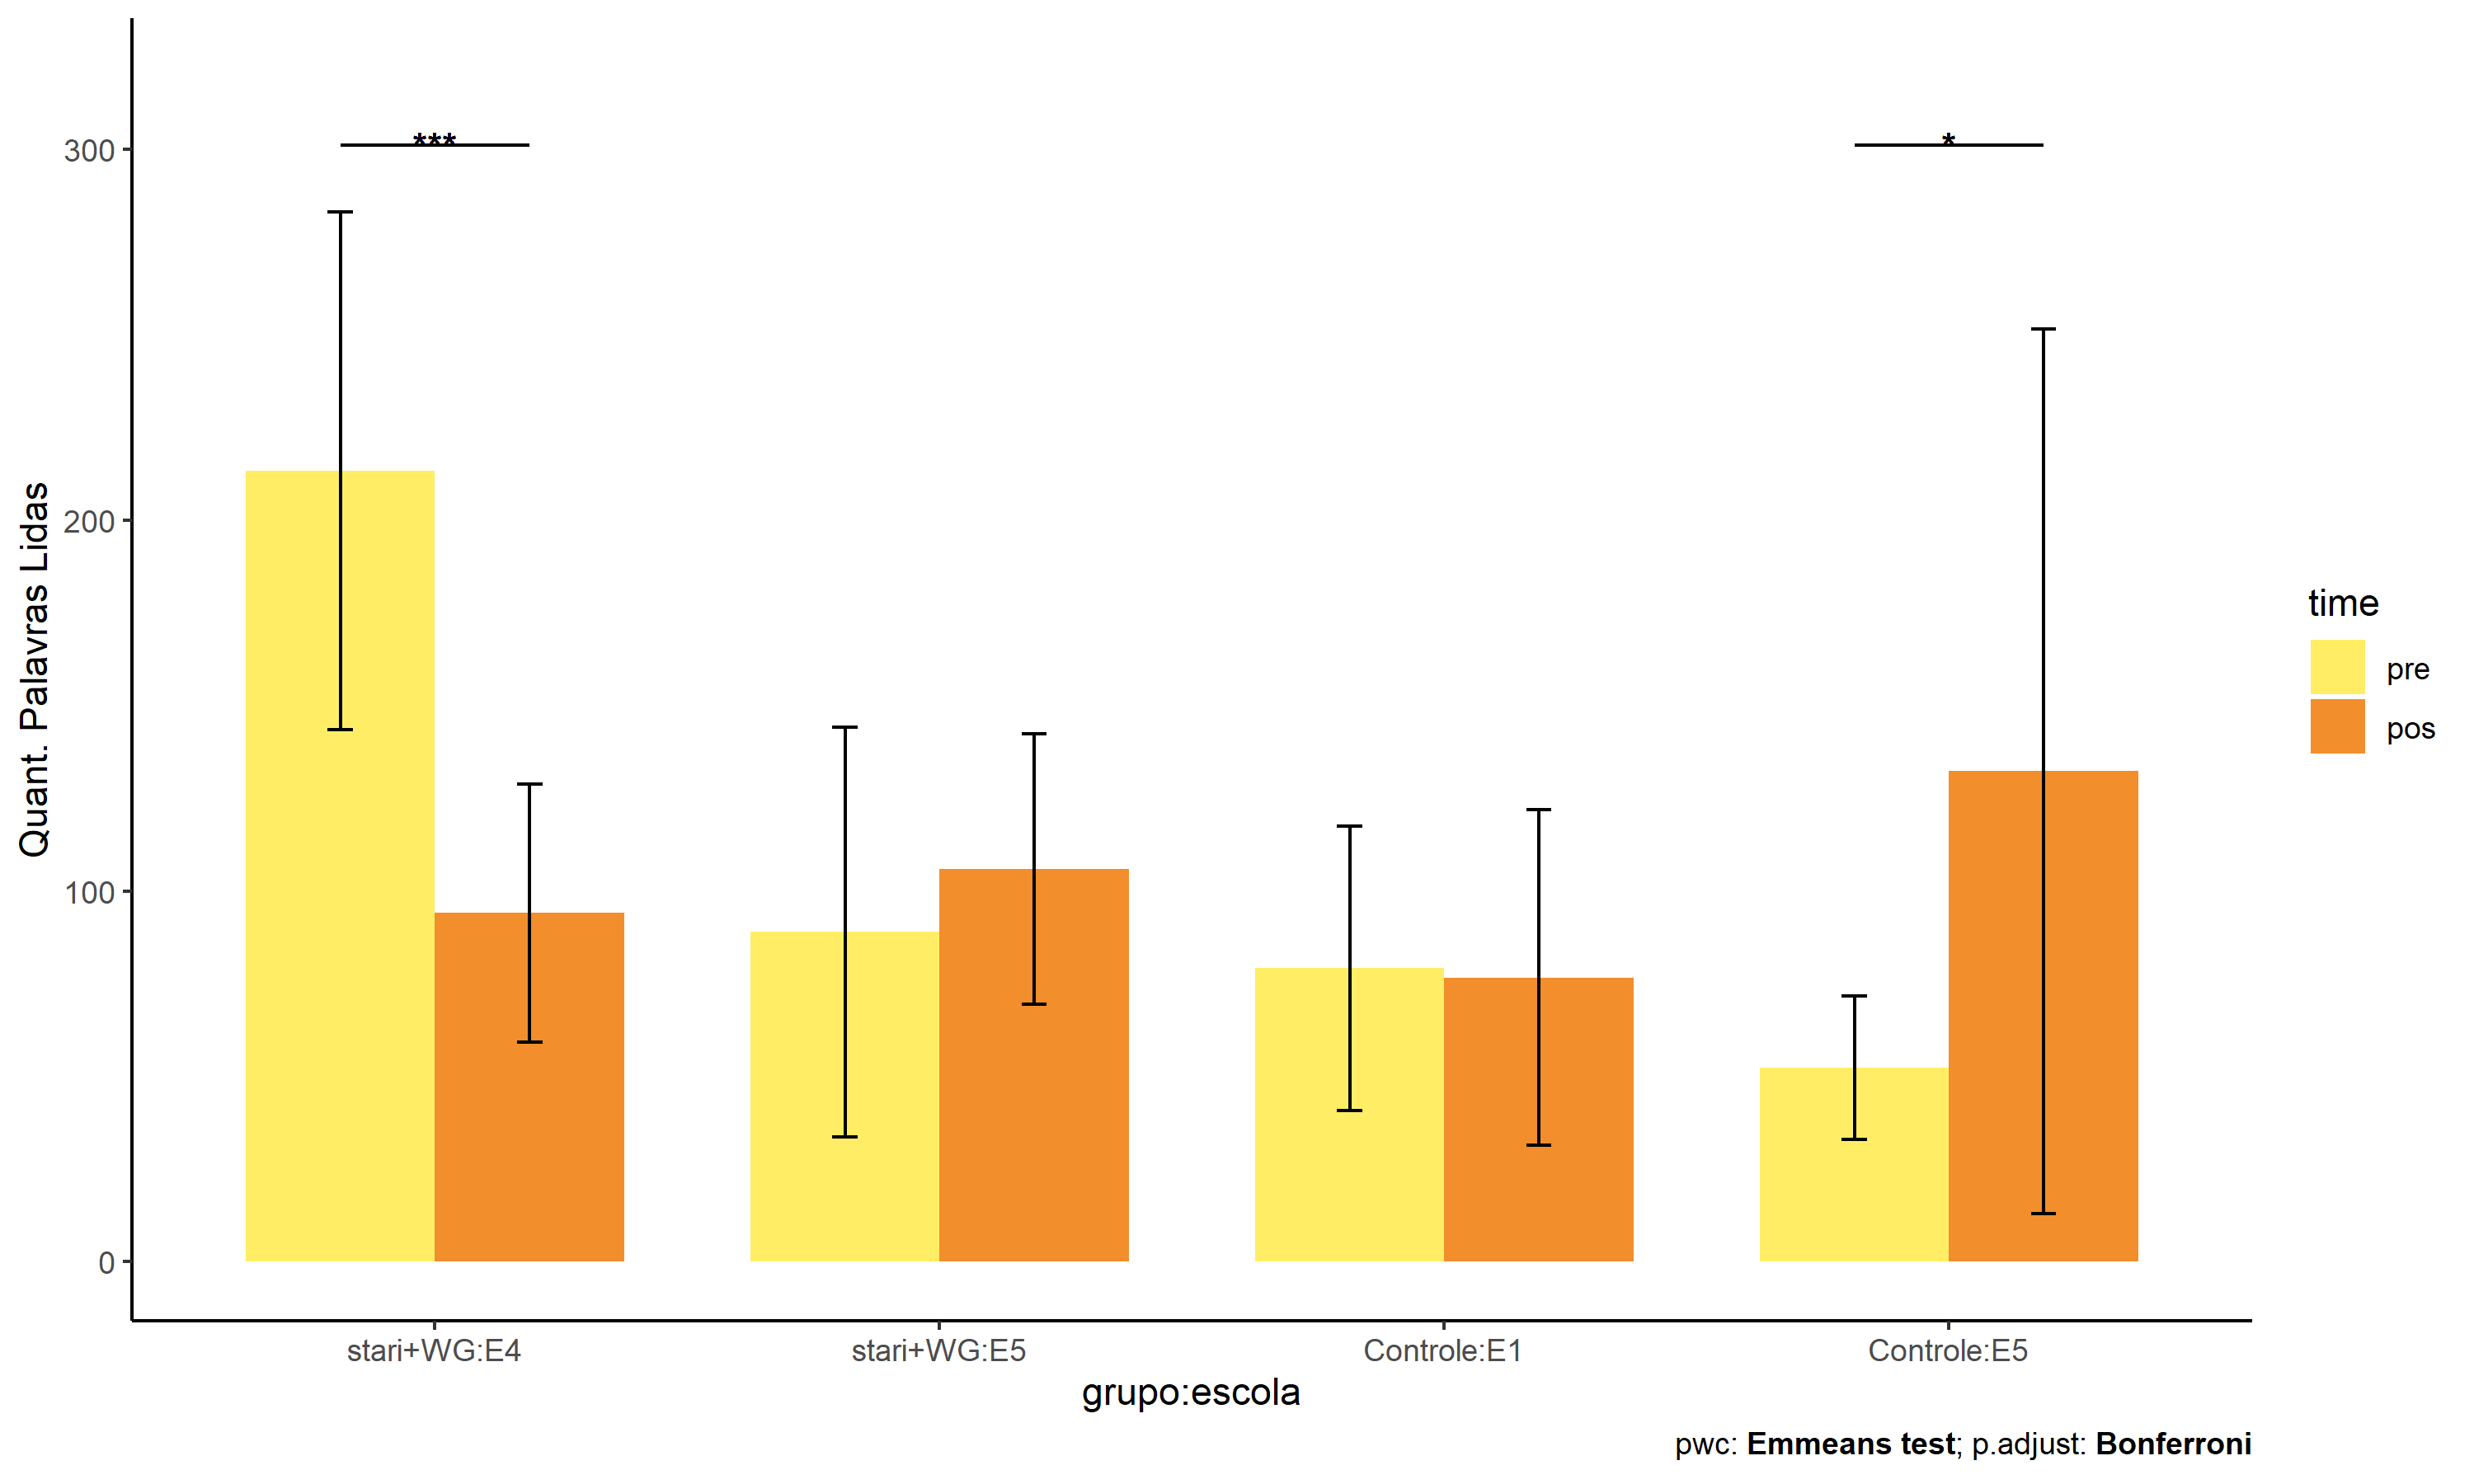 ***
*
300
200
100
0
Quant. Palavras Lidas
stari+WG:E4
stari+WG:E5
Controle:E1
Controle:E5
grupo:escola
time
pre
pos
pwc: Emmeans test; p.adjust: Bonferroni